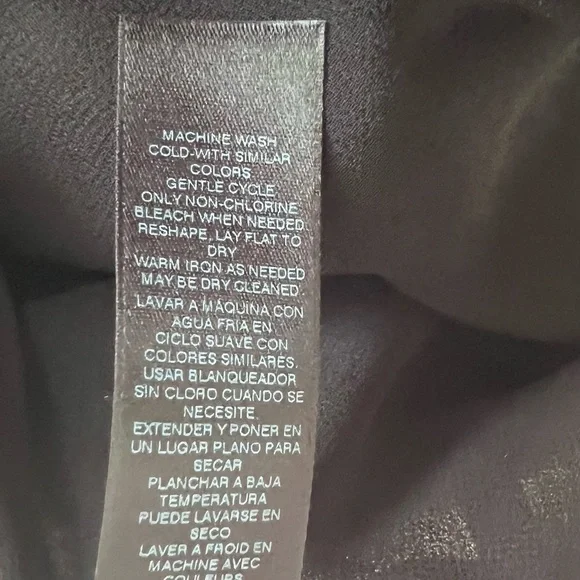 MACHINE WASH
COLD-WITH SIMILAR
COLORS
GENTLE CYCLE
ONLY NON-CHLORINE
BLEACH WHEN NEEDED
RESHAPE, LAY FLAT TO
DRY
WARM IRON AS NEEDED
MAY BE DRY CLEANED
LAVAR A MÁQUINA CON
AGUA FRÍA EN
CICLO SUAVE CON
COLORES SIMILARES.
USAR BLANQUEADOR
SIN CLORO CUANDO SE
NECESITE.
EXTENDER Y PONER EN
UN LUGAR PLANO PARA
SECAR
PLANCHAR A BAJA
TEMPERATURA
PUEDE LAVARSE EN
SECO
LAVER A FROID EN
MACHINE AVEC
COULEURS